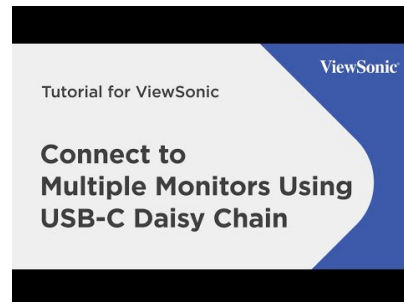 ViewSonic
Tutorial for ViewSonic
Connect to
Multiple Monitors Using
USB-C Daisy Chain